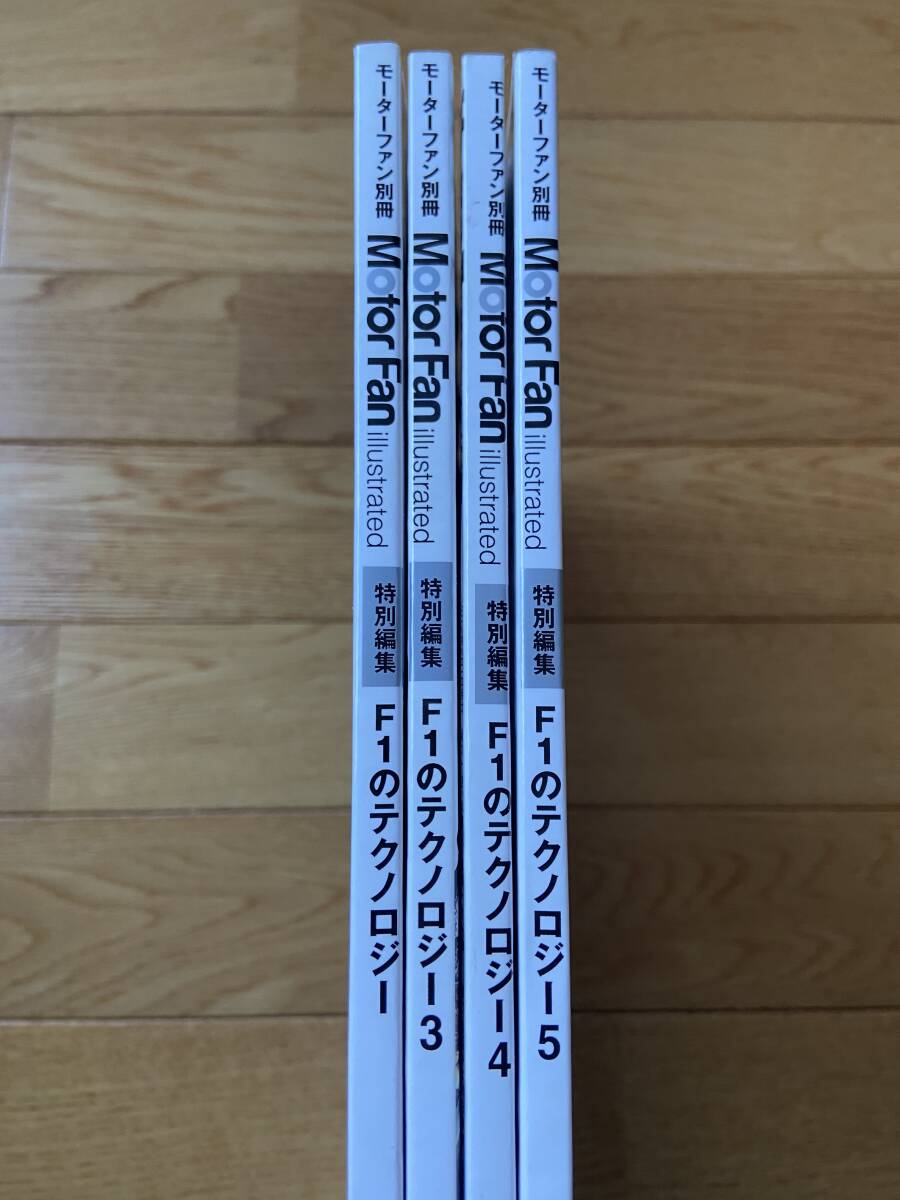 モーターファン別冊 Motor Fan illustrated 特別編集 F1のテクノロジー
モーターファン別冊 Motor Fan illustrated 特別編集 F1のテクノロジー3
モーターファン別冊 Motor Fan illustrated 特別編集 F1のテクノロジー4
モーターファン別冊 Motor Fan illustrated 特別編集 F1のテクノロジー5